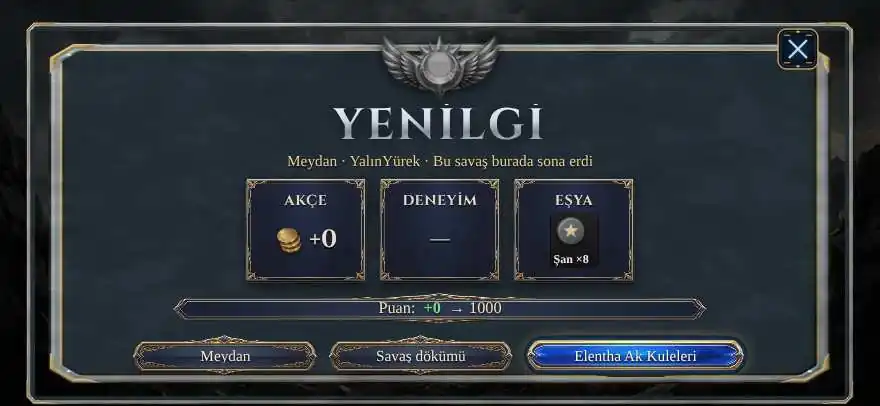 YENİLGİ
Meydan · YalınYürek · Bu savaş burada sona erdi
AKÇE
+0
DENEYİM
—
EŞYA
Şan ×8
Puan: +0 → 1000
Meydan
Savaş dökümü
Elentha Ak Kuleleri